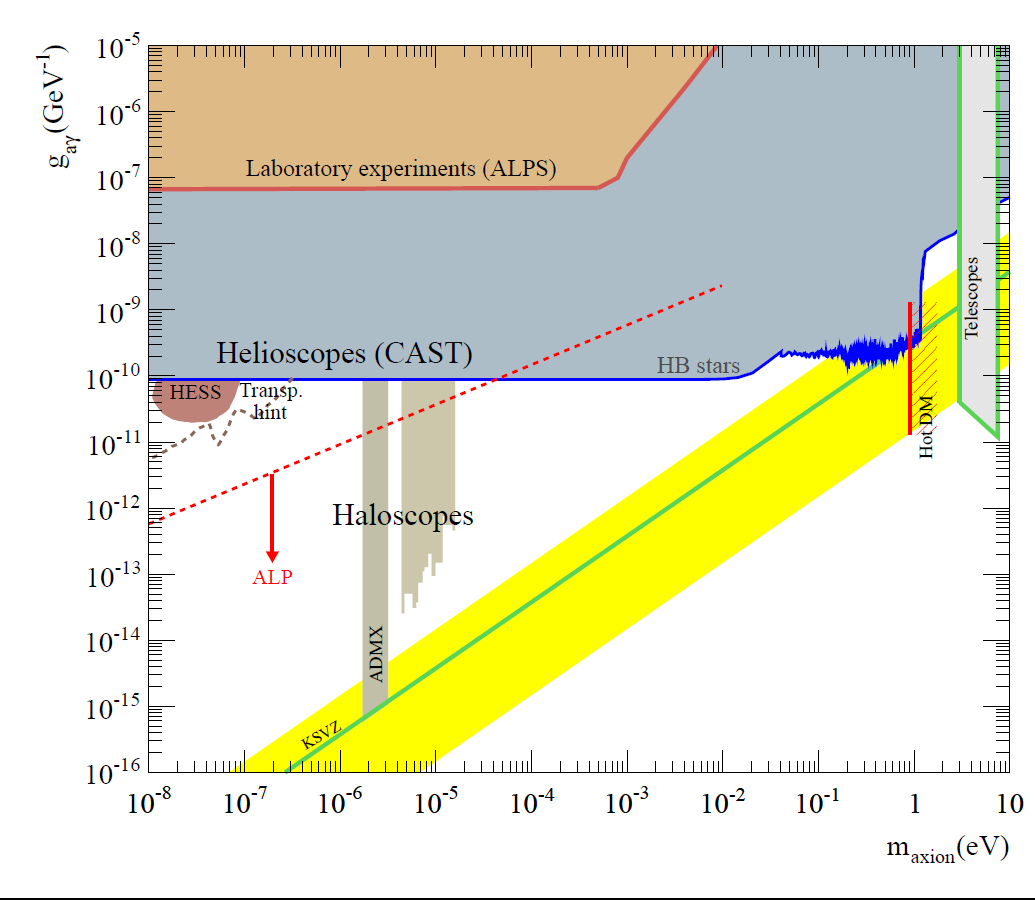 g_aγ(GeV^-1)
10^-5
10^-6
10^-7
10^-8
10^-9
10^-10
10^-11
10^-12
10^-13
10^-14
10^-15
10^-16
Laboratory experiments (ALPS)
Helioscopes (CAST)
HB stars
Telescopes
HESS
Transp.
hint
Hot DM
Haloscopes
ALP
ADMX
KSVZ
10^-8
10^-7
10^-6
10^-5
10^-4
10^-3
10^-2
10^-1
1
10
m_axion(eV)